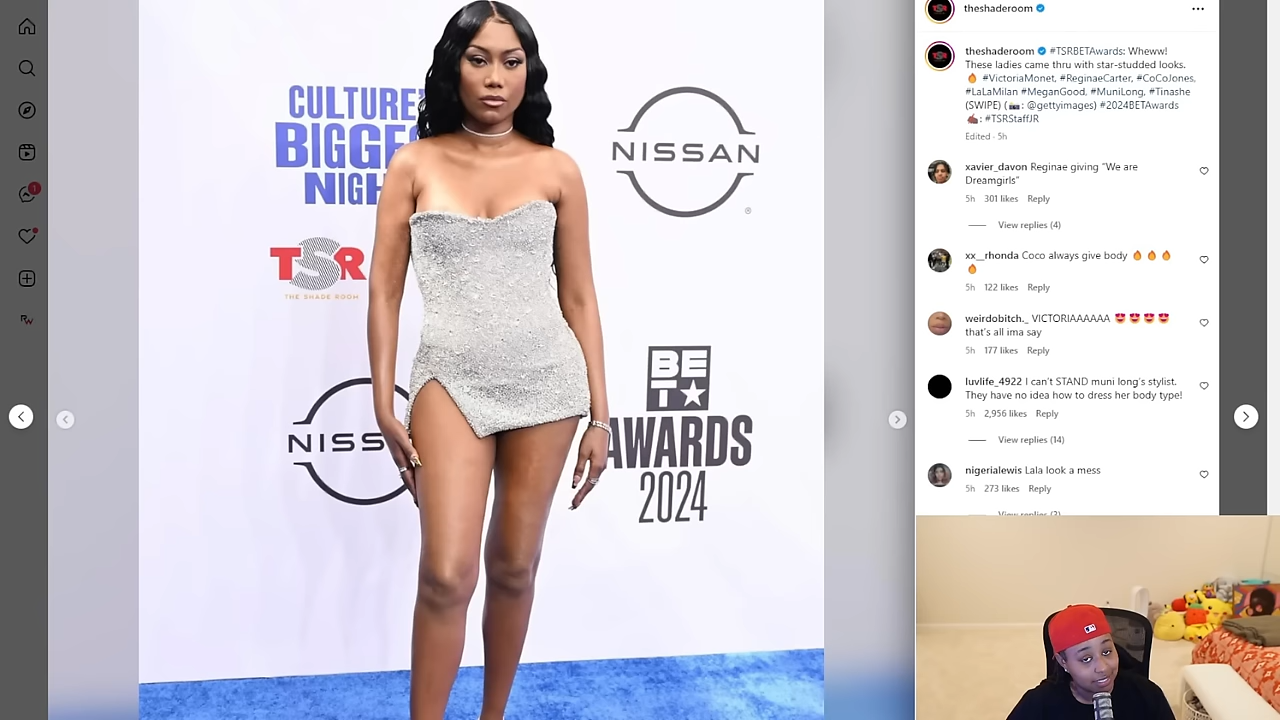 CULTURE'
BIGGE
NIGH
TSR
THE SHADE ROOM
NISSAN
®
NISS
BE
T
AWARDS
2024
TSR
theshaderoom
TSR
theshaderoom #TSRBETAwards: Wheww!
These ladies came thru with star-studded looks.
🔥 #VictoriaMonet, #ReginaeCarter, #CoCoJones,
#LaLaMilan #MeganGood, #MuniLong, #Tinashe
(SWIPE) (📷: @gettyimages) #2024BETAwards
✍🏾: #TSRStaffJR
Edited · 5h
xavier_davon Reginae giving “We are
Dreamgirls”
5h 301 likes Reply
View replies (4)
xx__rhonda Coco always give body 🔥 🔥 🔥
🔥
5h 122 likes Reply
weirdobitch._ VICTORIAAAAAA 😍 😍 😍 😍
that's all ima say
5h 177 likes Reply
luvlife_4922 I can't STAND muni long's stylist.
They have no idea how to dress her body type!
5h 2,956 likes Reply
View replies (14)
nigerialewis Lala look a mess
5h 273 likes Reply
1